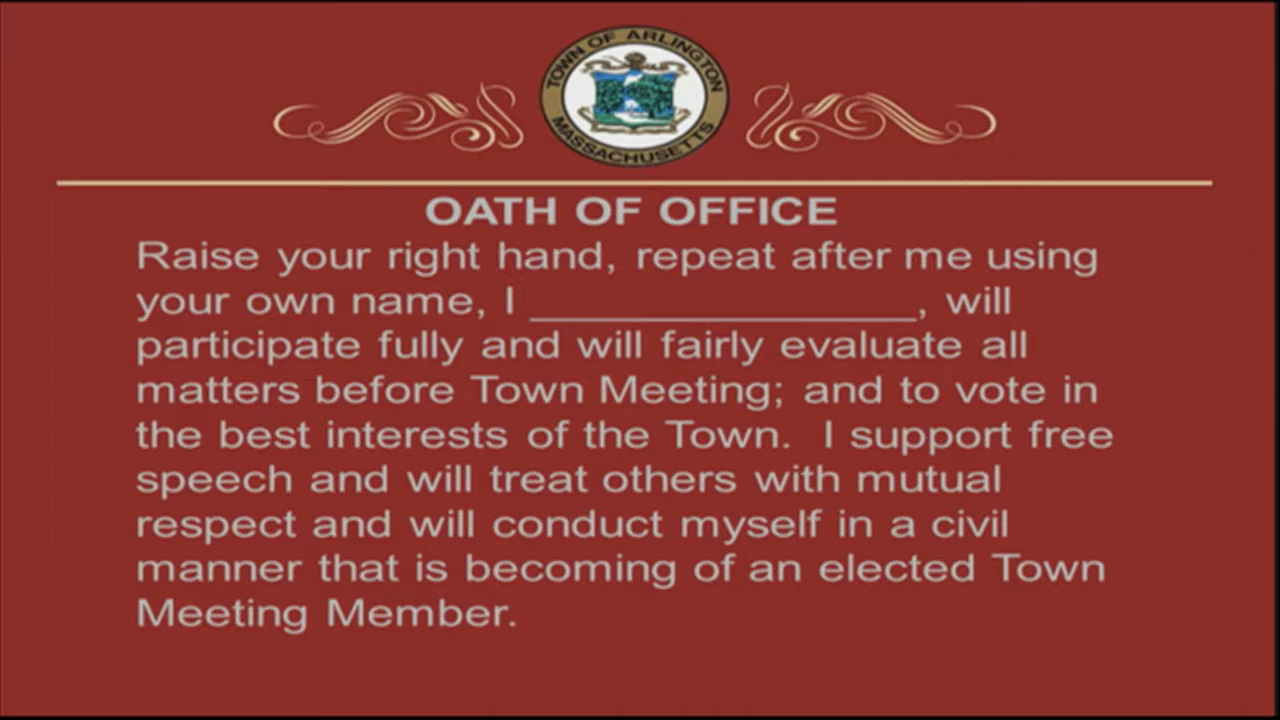 TOWN OF ARLINGTON
MASSACHUSETTS
OATH OF OFFICE
Raise your right hand, repeat after me using
your own name, I __________________, will
participate fully and will fairly evaluate all
matters before Town Meeting; and to vote in
the best interests of the Town.  I support free
speech and will treat others with mutual
respect and will conduct myself in a civil
manner that is becoming of an elected Town
Meeting Member.